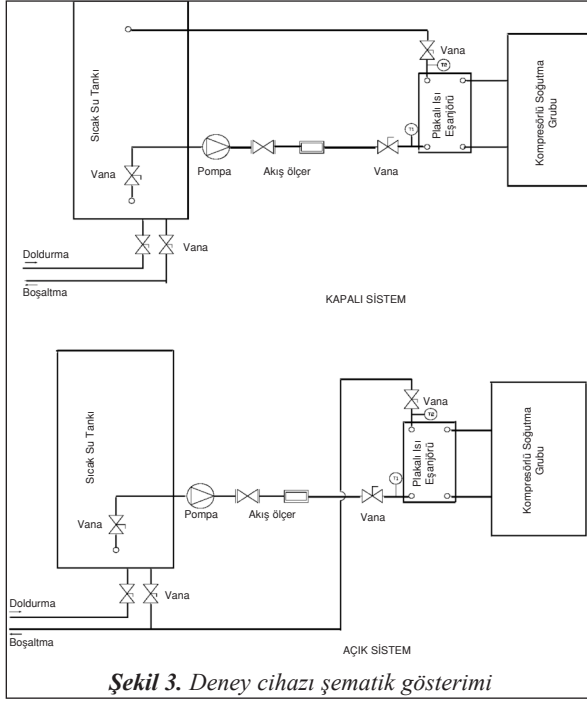 Sıcak Su Tankı
Vana
Pompa
Akış ölçer
Vana
T1
Vana
T2
Plakalı Isı
Eşanjörü
Kompresörlü Soğutma
Grubu
Vana
Doldurma
Boşaltma
KAPALI SİSTEM
Sıcak Su Tankı
Vana
Pompa
Akış ölçer
Vana
T1
Vana
T2
Plakalı Isı
Eşanjörü
Kompresörlü Soğutma
Grubu
Vana
Doldurma
Boşaltma
AÇIK SİSTEM
Şekil 3. Deney cihazı şematik gösterimi